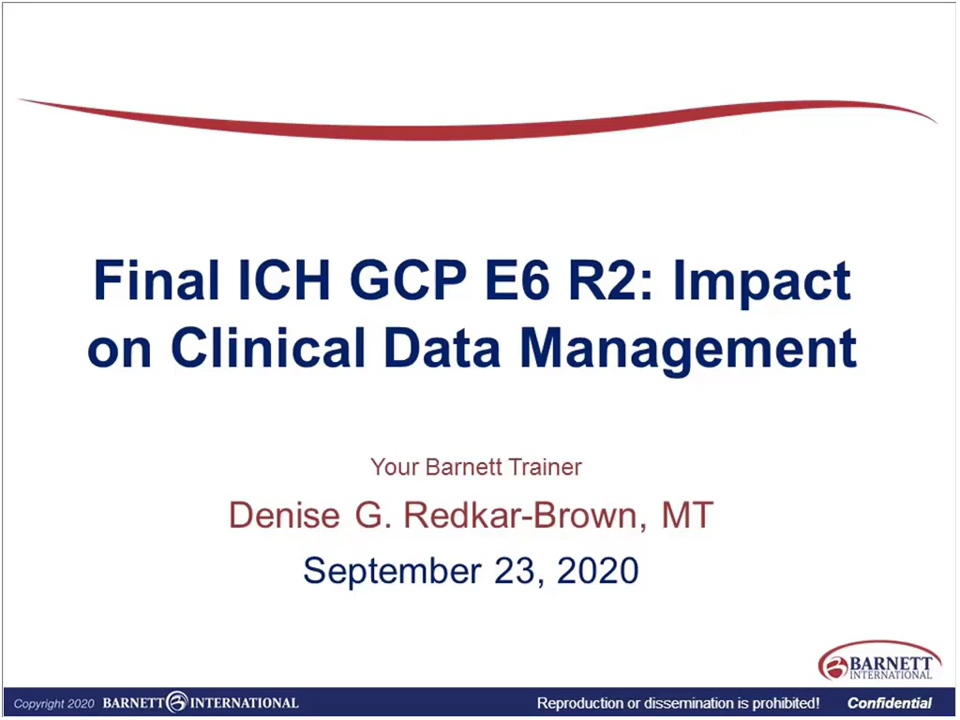 Final ICH GCP E6 R2: Impact
on Clinical Data Management
Your Barnett Trainer
Denise G. Redkar-Brown, MT
September 23, 2020
BARNETT
INTERNATIONAL
Copyright 2020 BARNETT INTERNATIONAL Reproduction or dissemination is prohibited! Confidential